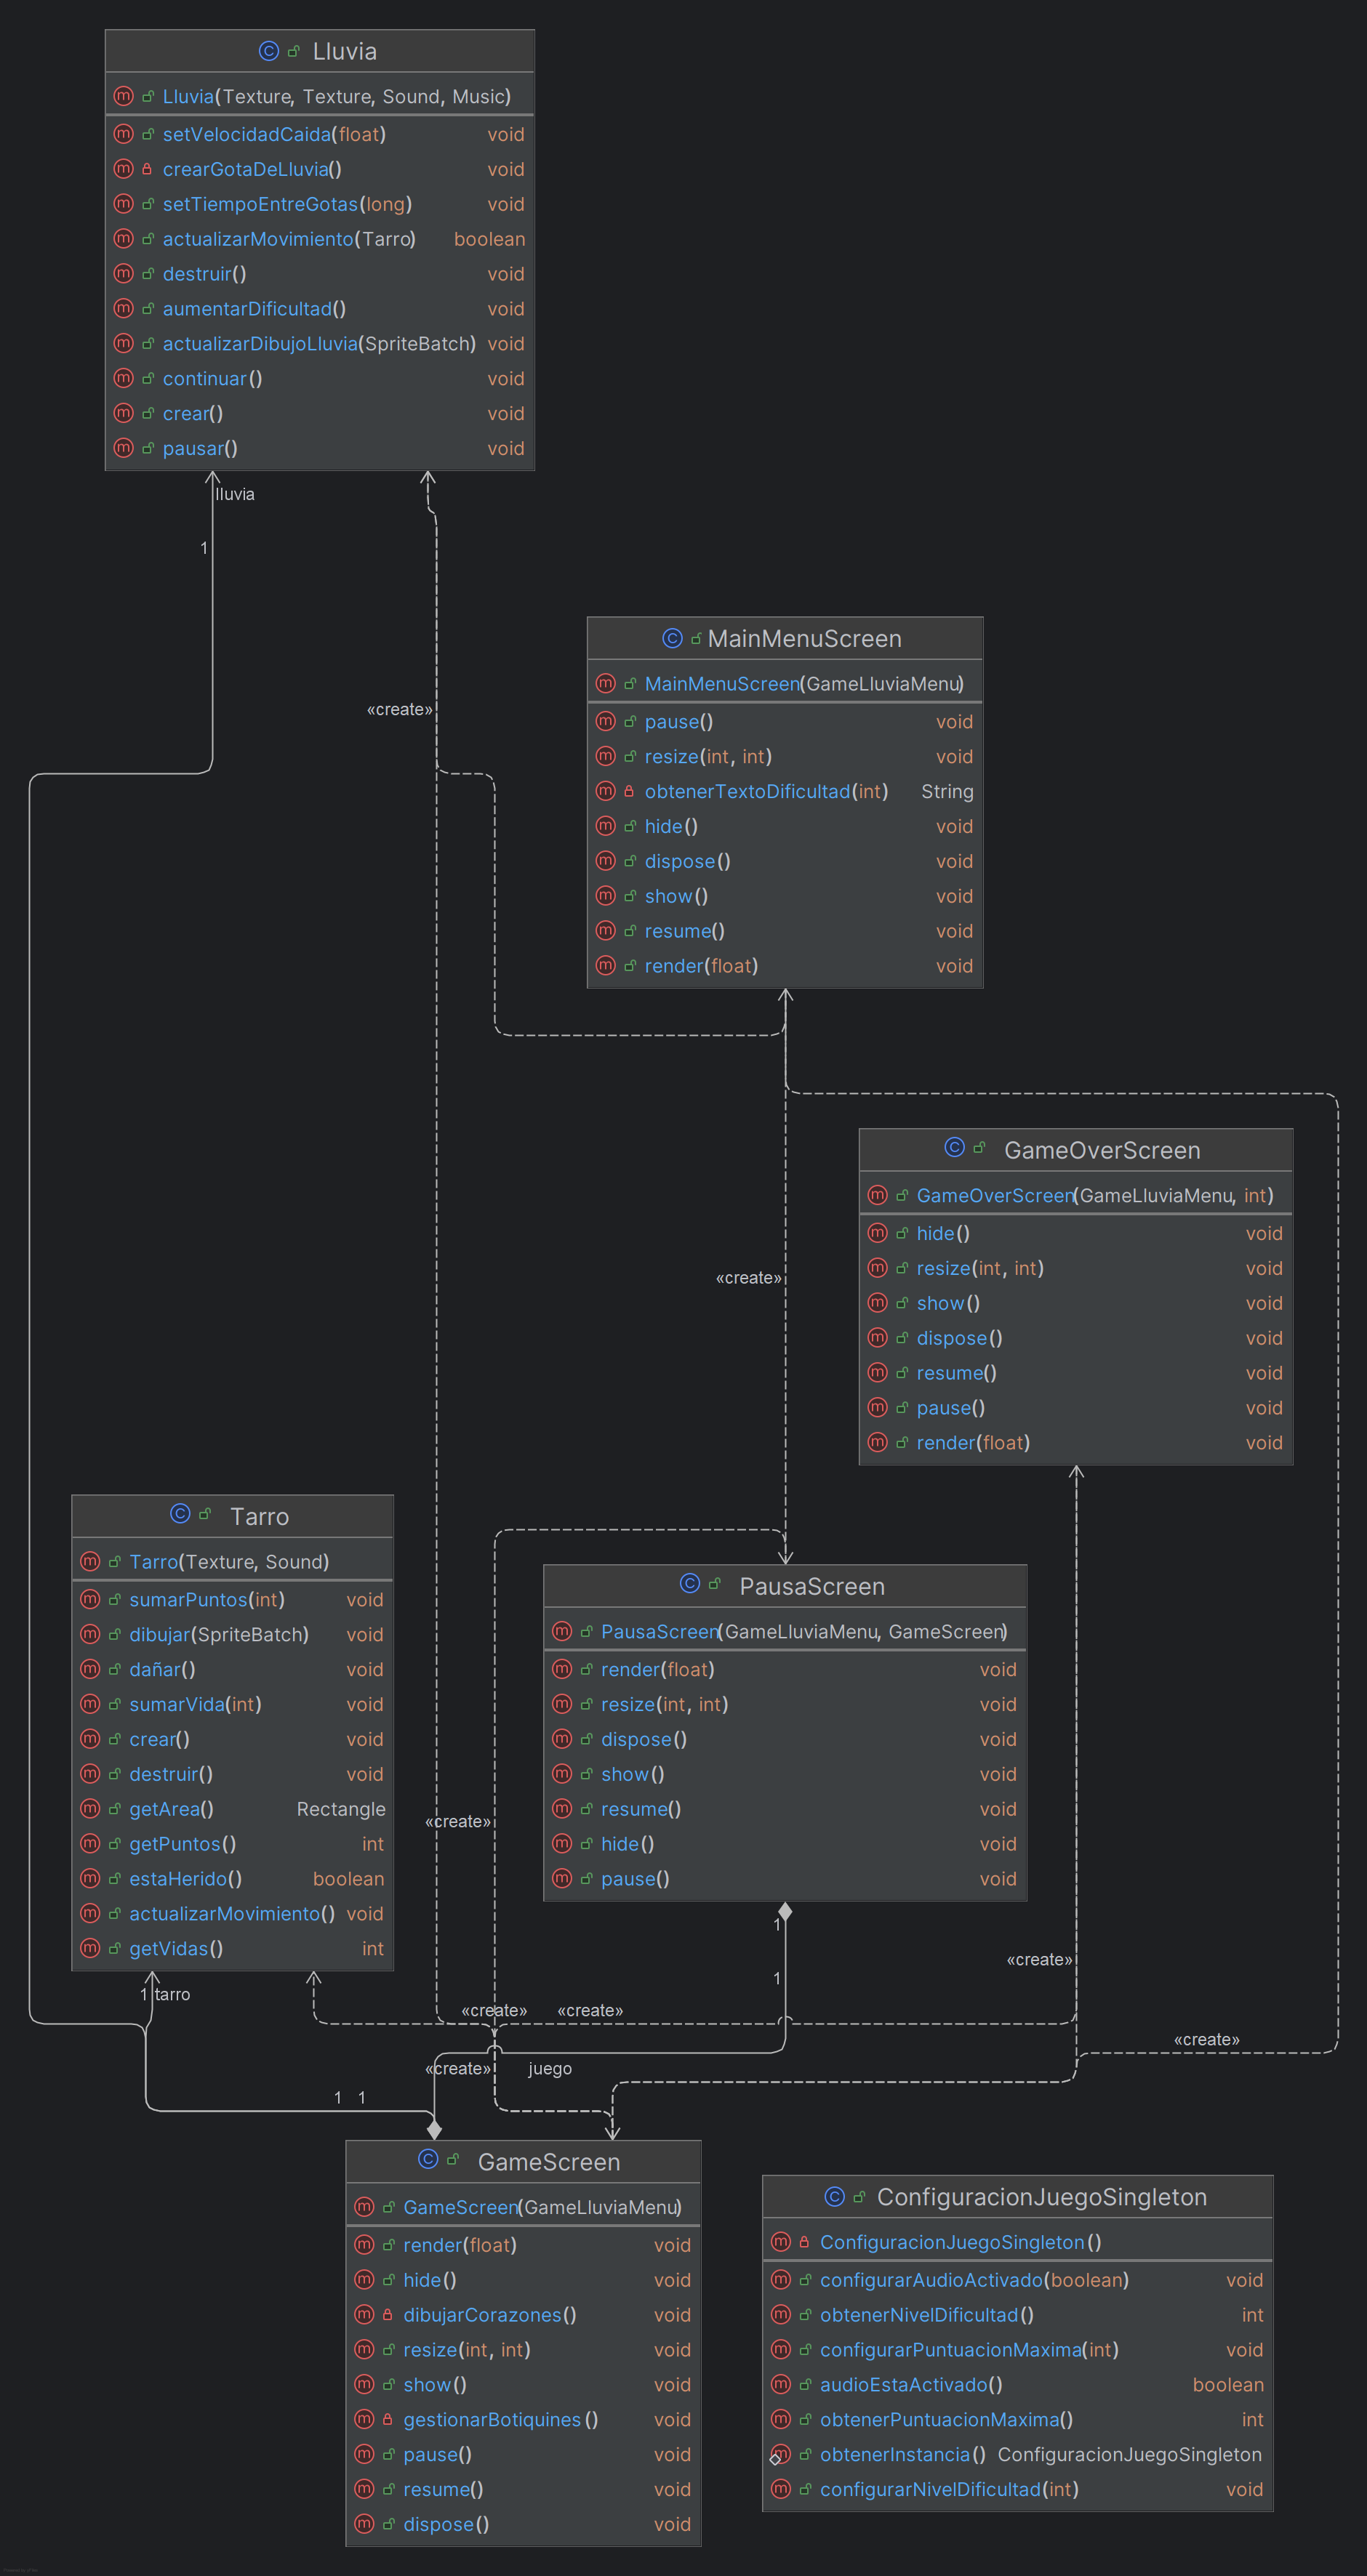 Lluvia
Lluvia(Texture, Texture, Sound, Music)
setVelocidadCaida(float) void
crearGotaDeLluvia() void
setTiempoEntreGotas(long) void
actualizarMovimiento(Tarro) boolean
destruir() void
aumentarDificultad() void
actualizarDibujoLluvia(SpriteBatch) void
continuar() void
crear() void
pausar() void
lluvia
1
«create»
MainMenuScreen
MainMenuScreen(GameLluviaMenu)
pause() void
resize(int, int) void
obtenerTextoDificultad(int) String
hide() void
dispose() void
show() void
resume() void
render(float) void
GameOverScreen
GameOverScreen(GameLluviaMenu, int)
hide() void
resize(int, int) void
show() void
dispose() void
resume() void
pause() void
render(float) void
«create»
Tarro
Tarro(Texture, Sound)
sumarPuntos(int) void
dibujar(SpriteBatch) void
dañar() void
sumarVida(int) void
crear() void
destruir() void
getArea() Rectangle
getPuntos() int
estaHerido() boolean
actualizarMovimiento() void
getVidas() int
«create»
PausaScreen
PausaScreen(GameLluviaMenu, GameScreen)
render(float) void
resize(int, int) void
dispose() void
show() void
resume() void
hide() void
pause() void
1
1
«create»
1 tarro
«create» «create»
«create»
«create» juego
1 1
GameScreen
GameScreen(GameLluviaMenu)
render(float) void
hide() void
dibujarCorazones() void
resize(int, int) void
show() void
gestionarBotiquines() void
pause() void
resume() void
dispose() void
ConfiguracionJuegoSingleton
ConfiguracionJuegoSingleton()
configurarAudioActivado(boolean) void
obtenerNivelDificultad() int
configurarPuntuacionMaxima(int) void
audioEstaActivado() boolean
obtenerPuntuacionMaxima() int
obtenerInstancia() ConfiguracionJuegoSingleton
configurarNivelDificultad(int) void